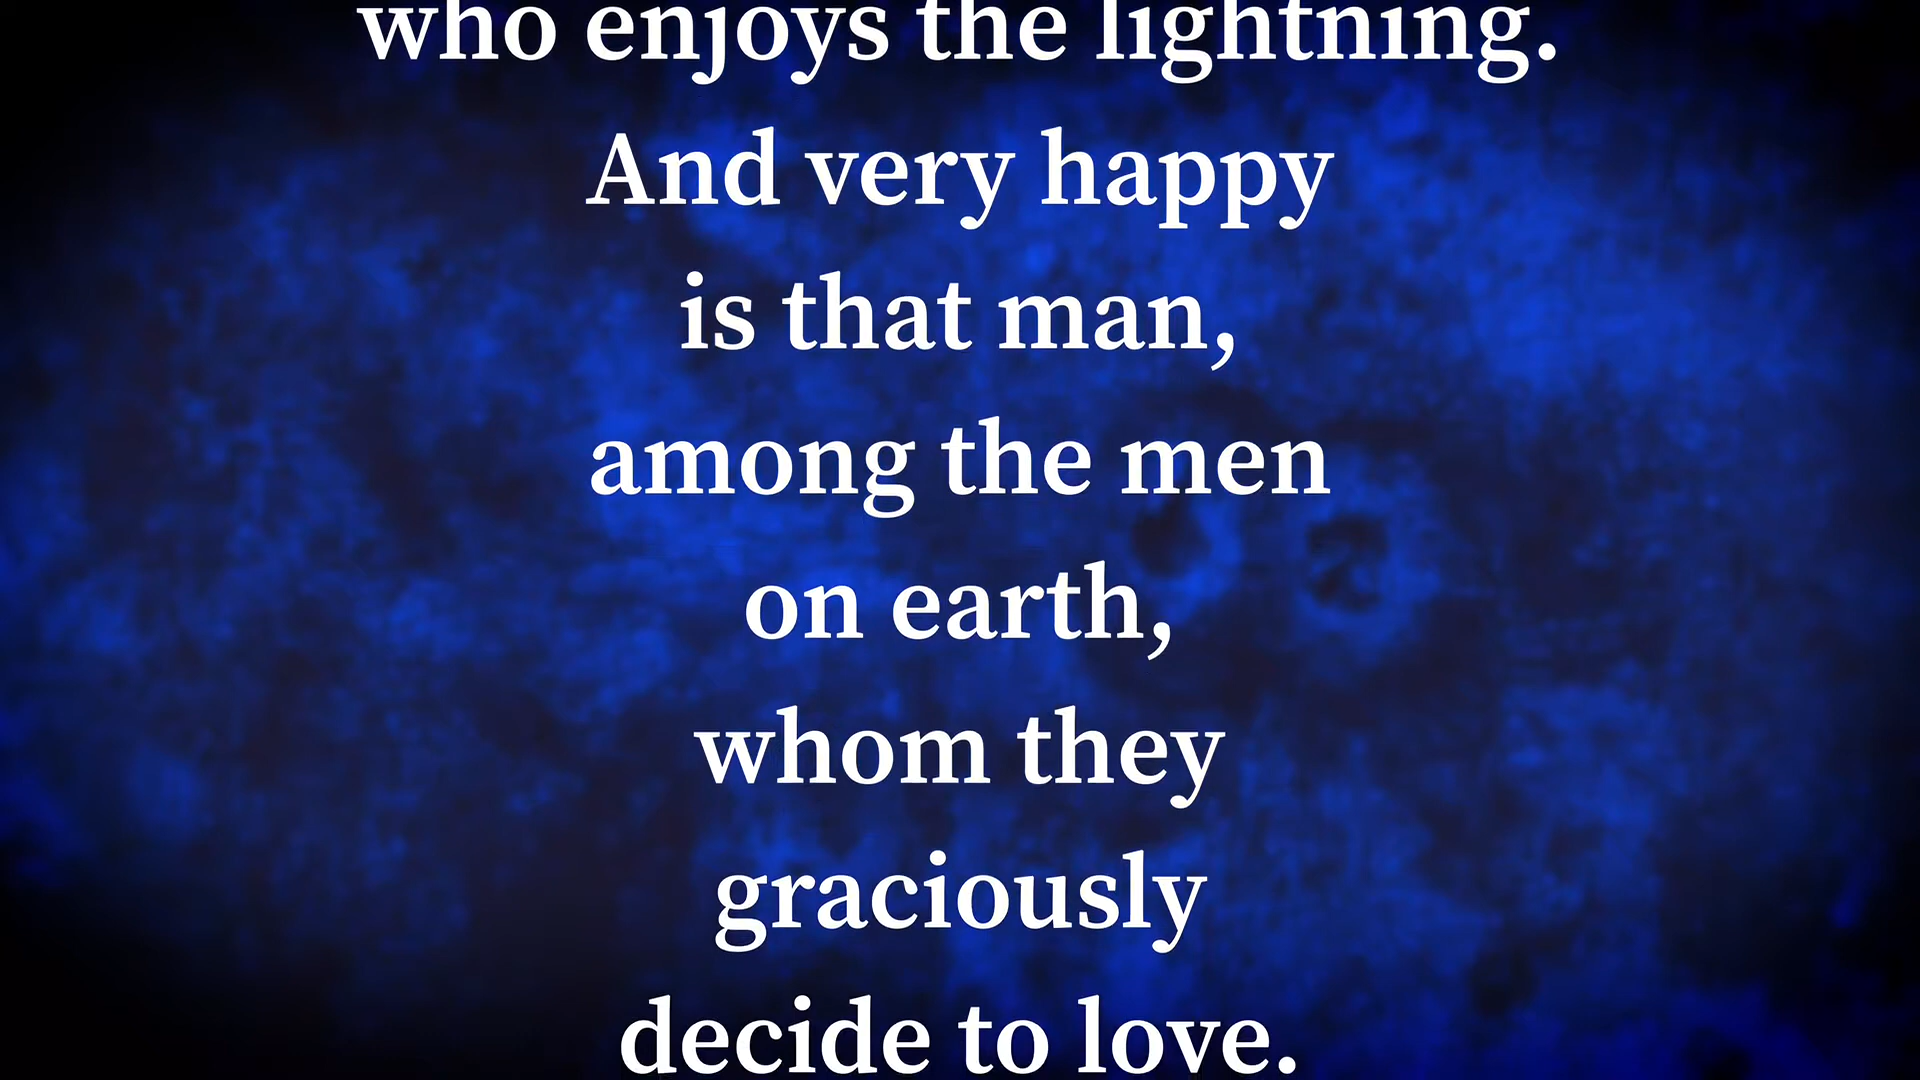 who enjoys the lightning.
And very happy
is that man,
among the men
on earth,
whom they
graciously
decide to love.